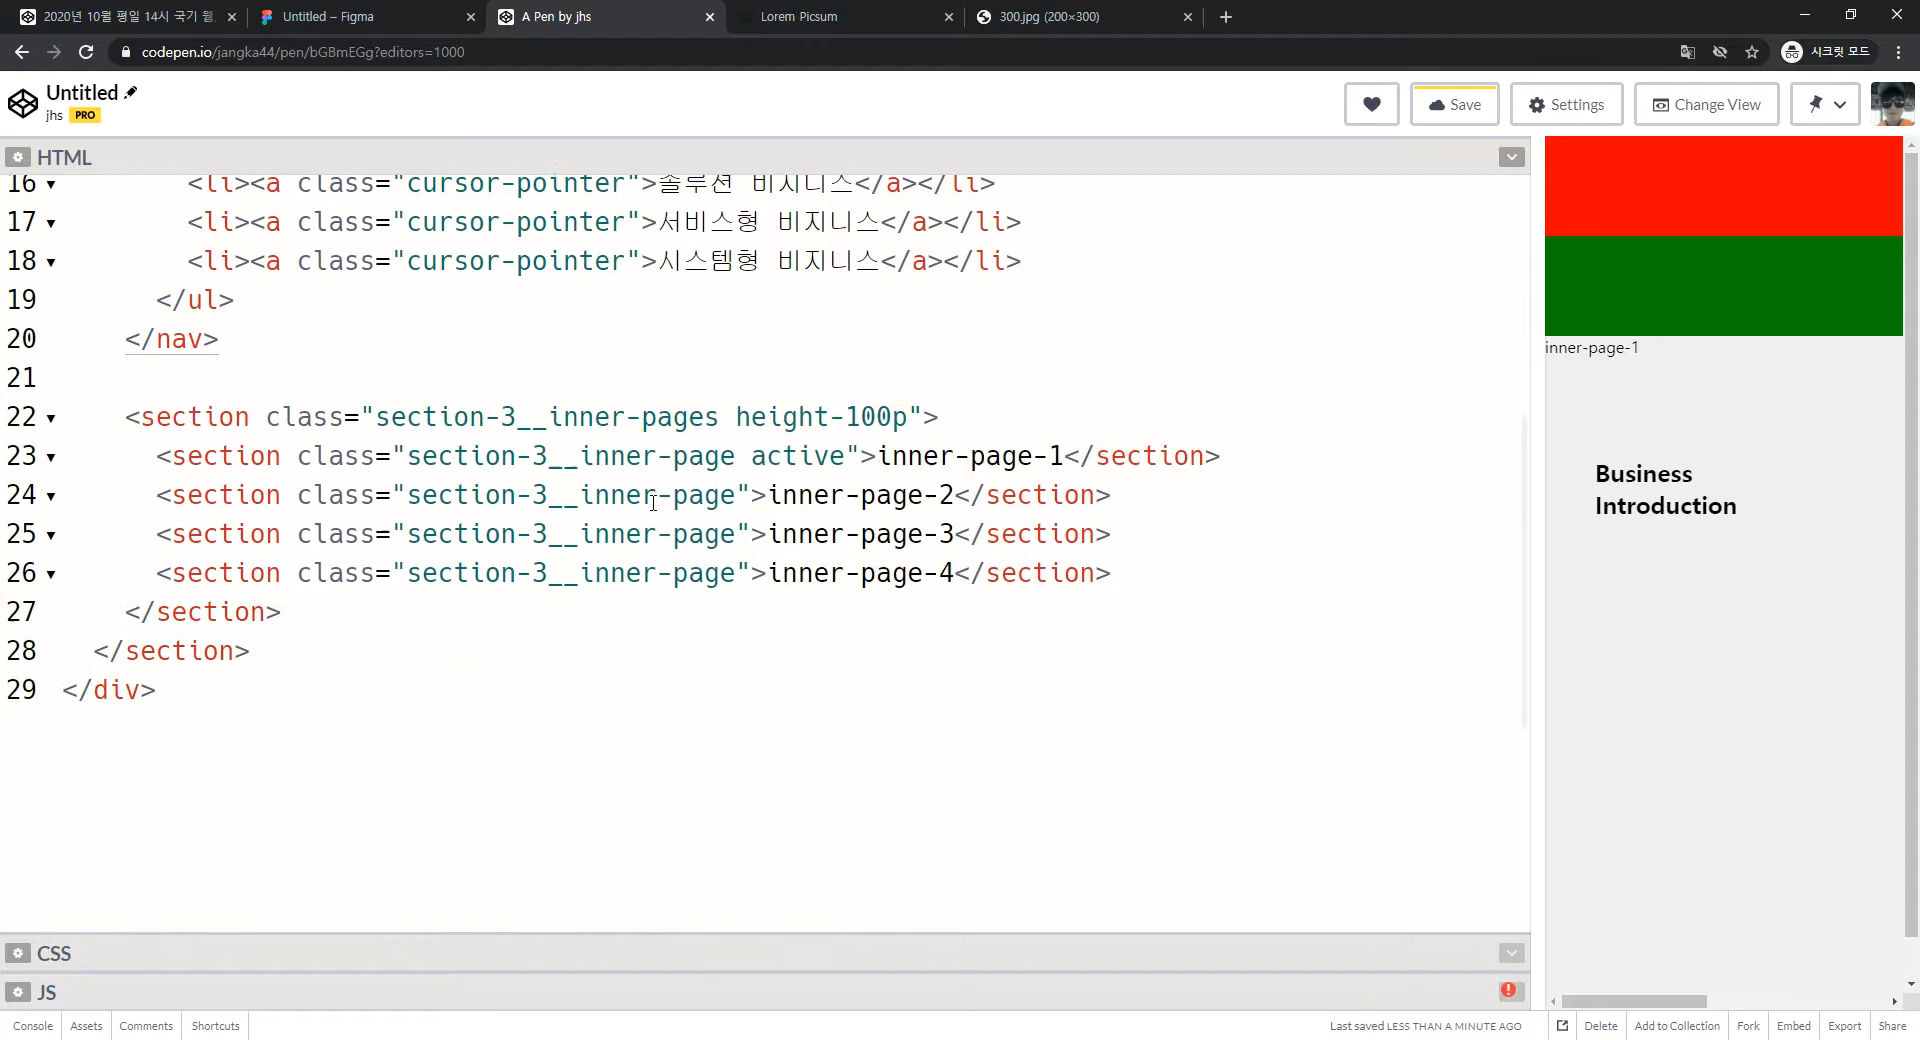 2020년 10월 평일 14시 국기 웹
Untitled – Figma
A Pen by jhs
Lorem Picsum
300.jpg (200×300)
codepen.io/jangka44/pen/bGBmEGg?editors=1000
시크릿 모드
Untitled
jhs PRO
Save
Settings
Change View
HTML
16 <li><a class="cursor-pointer">솔루션 비지니스</a></li>
17 <li><a class="cursor-pointer">서비스형 비지니스</a></li>
18 <li><a class="cursor-pointer">시스템형 비지니스</a></li>
19 </ul>
20 </nav>
21
22 <section class="section-3__inner-pages height-100p">
23 <section class="section-3__inner-page active">inner-page-1</section>
24 <section class="section-3__inner-page">inner-page-2</section>
25 <section class="section-3__inner-page">inner-page-3</section>
26 <section class="section-3__inner-page">inner-page-4</section>
27 </section>
28 </section>
29 </div>
inner-page-1
Business
Introduction
CSS
JS
Console
Assets
Comments
Shortcuts
Last saved LESS THAN A MINUTE AGO
Delete
Add to Collection
Fork
Embed
Export
Share